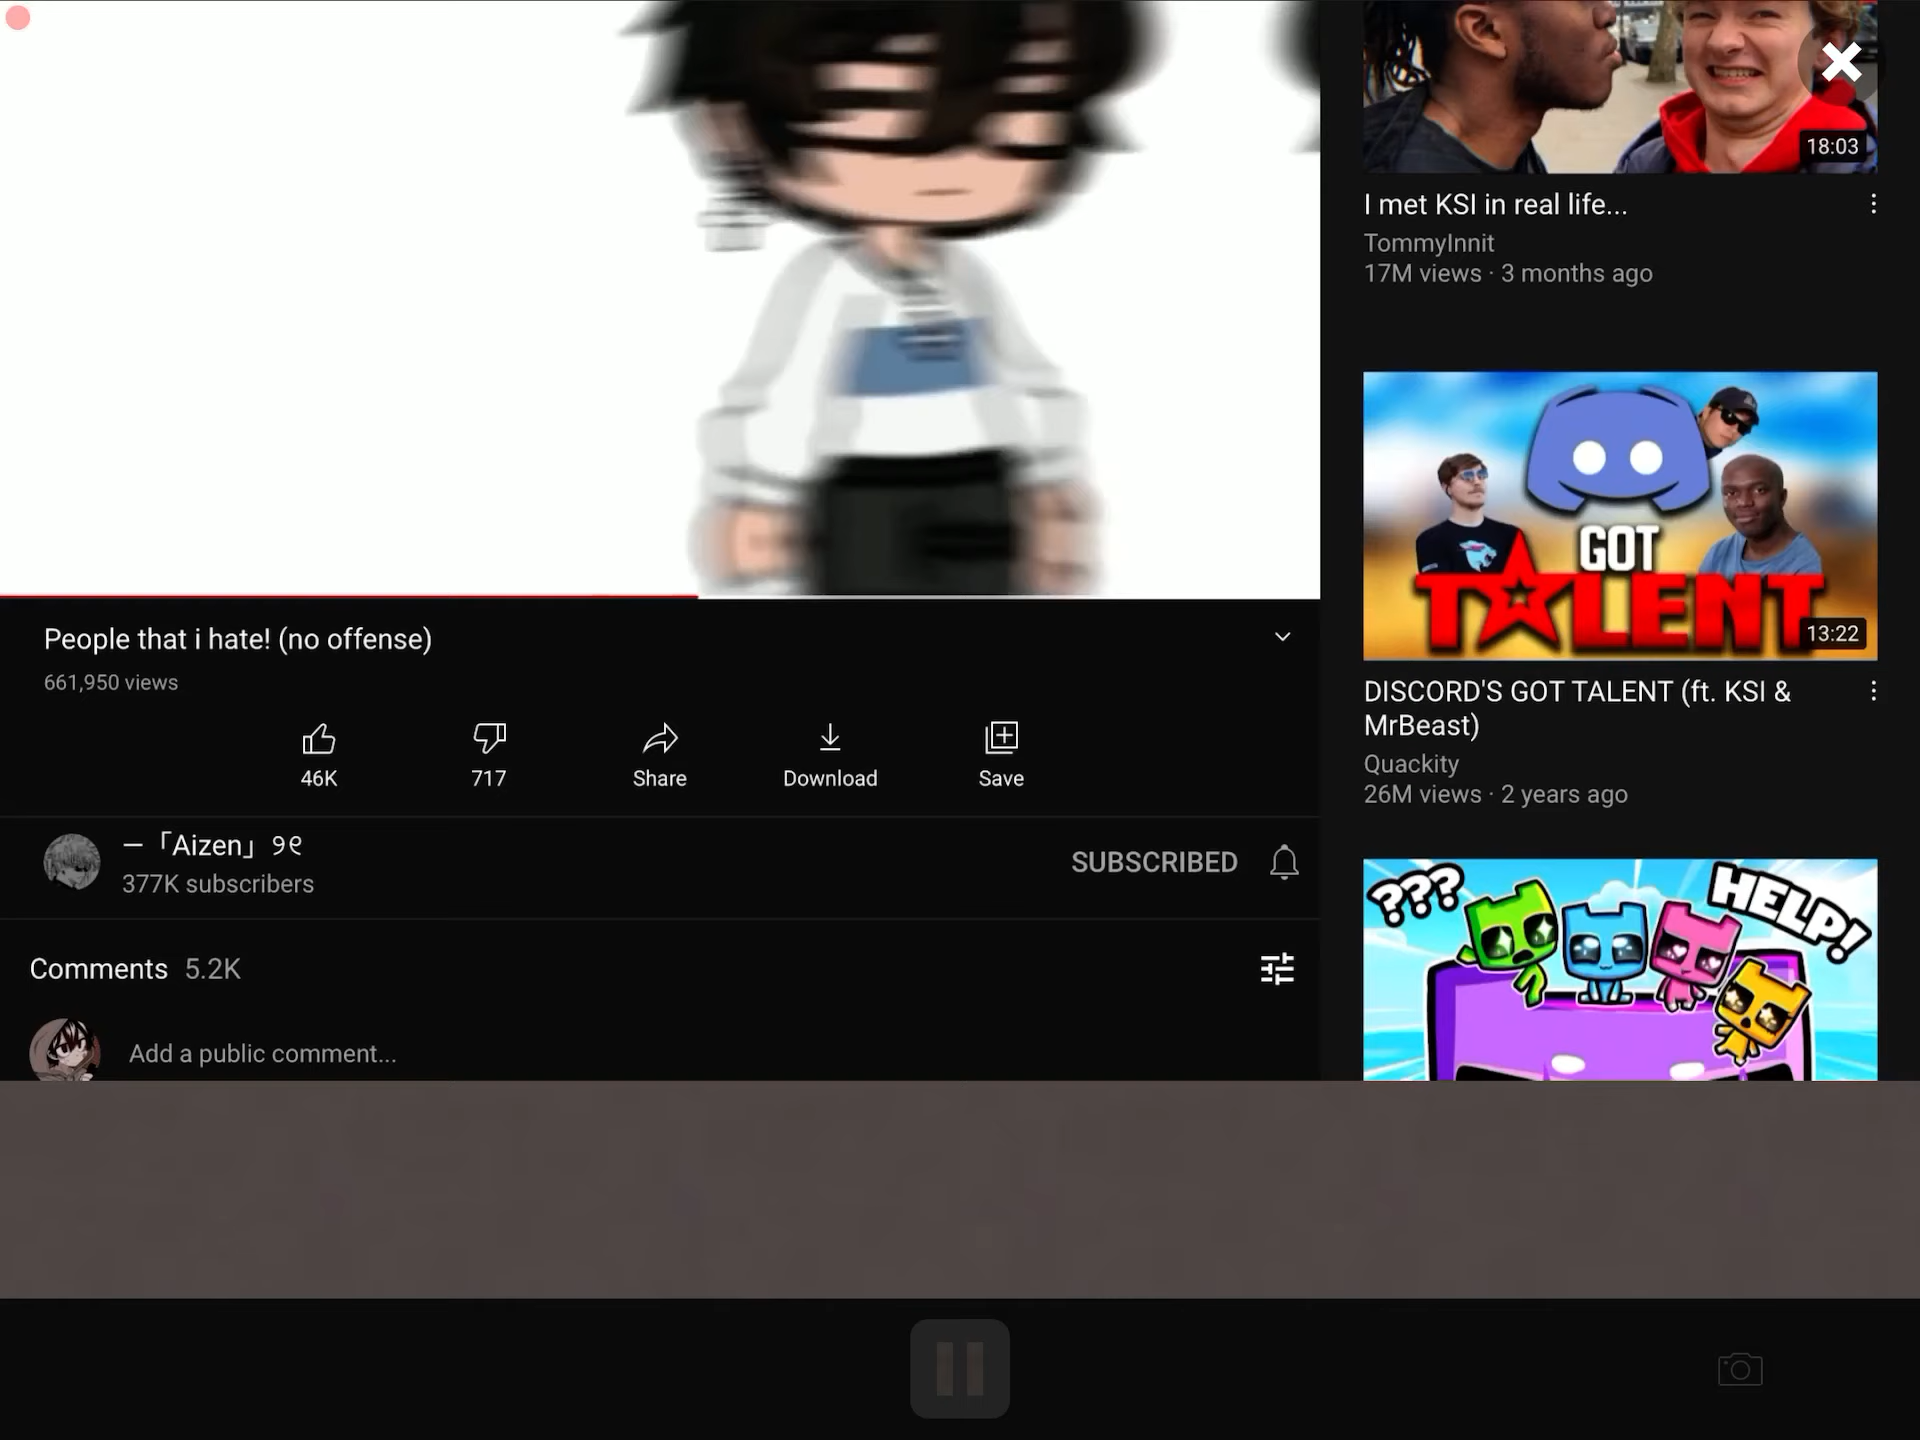 People that i hate! (no offense)
661,950 views
46K
717
Share
Download
Save
— 「Aizen」 ୨୧
377K subscribers
SUBSCRIBED
Comments 5.2K
Add a public comment...
18:03
I met KSI in real life...
TommyInnit
17M views · 3 months ago
GOT
TALENT
13:22
DISCORD'S GOT TALENT (ft. KSI &
MrBeast)
Quackity
26M views · 2 years ago
???
HELP!